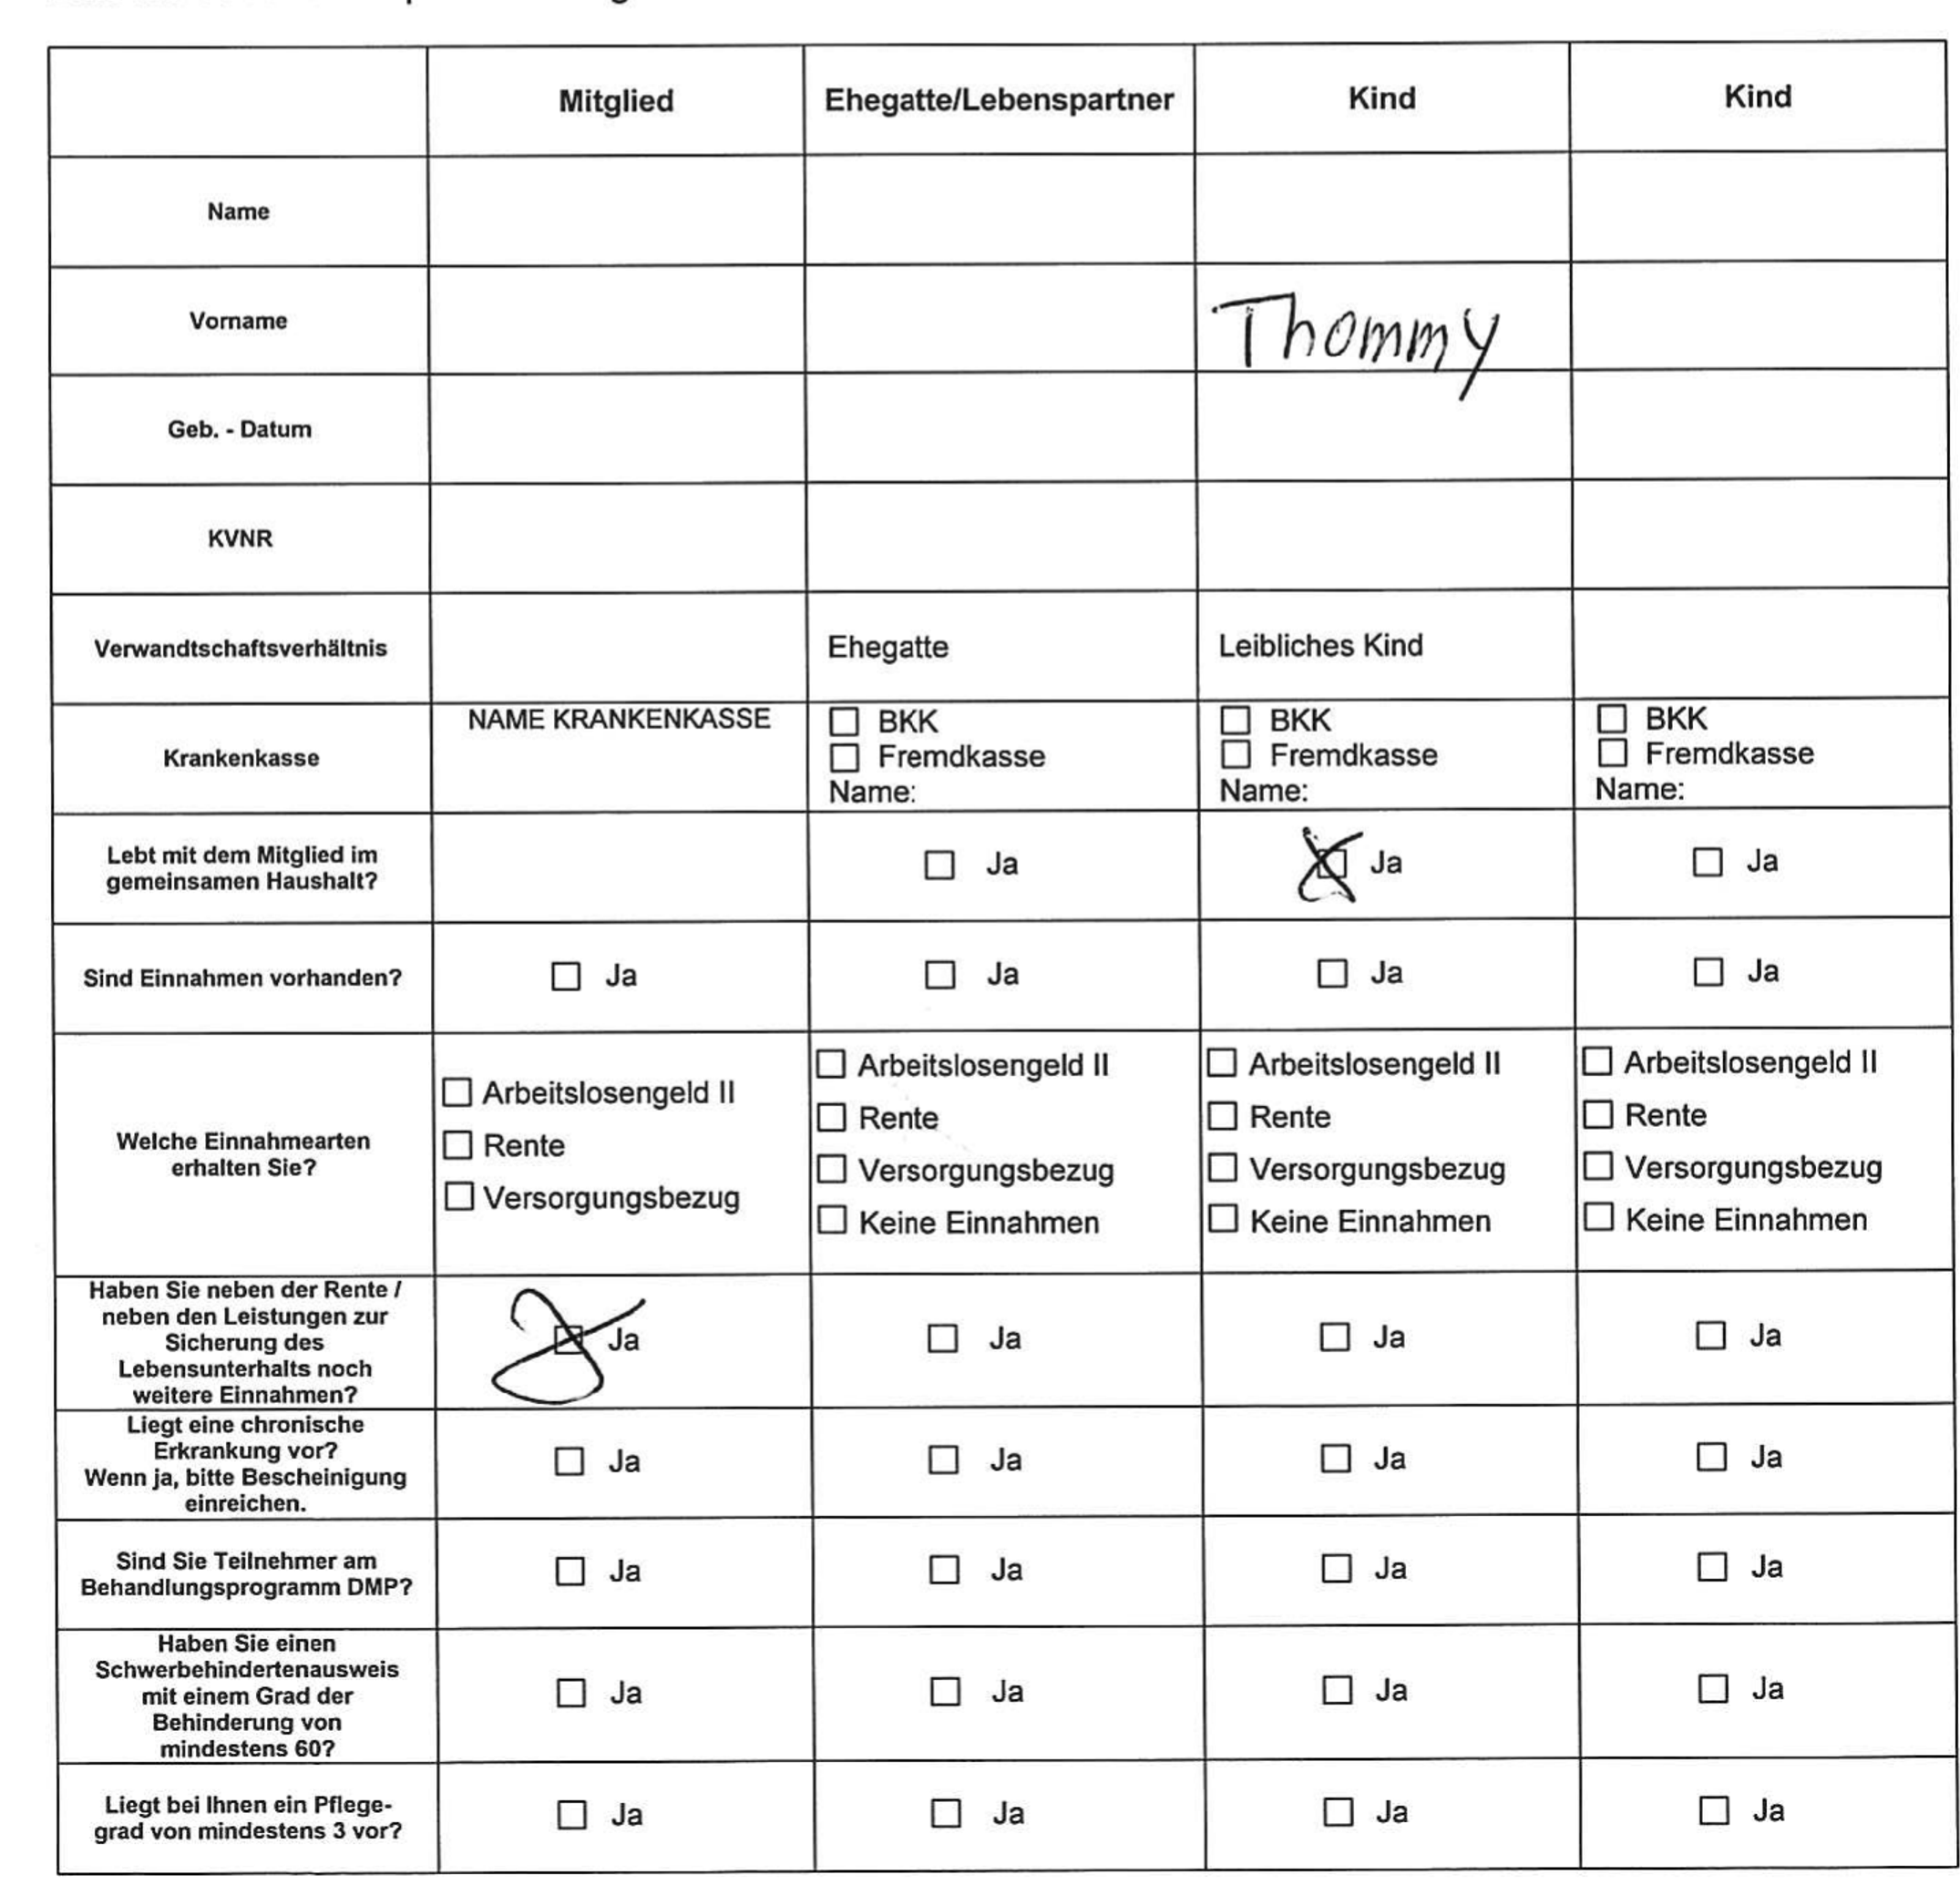 Mitglied Ehegatte/Lebenspartner Kind Kind
Name
Vorname Thommy
Geb. - Datum
KVNR
Verwandtschaftsverhältnis Ehegatte Leibliches Kind
Krankenkasse
NAME KRANKENKASSE
☐ BKK
☐ Fremdkasse
Name:
☐ BKK
☐ Fremdkasse
Name:
☐ BKK
☐ Fremdkasse
Name:
Lebt mit dem Mitglied im
gemeinsamen Haushalt?
☐ Ja ☒ Ja ☐ Ja
Sind Einnahmen vorhanden? ☐ Ja ☐ Ja ☐ Ja ☐ Ja
Welche Einnahmearten
erhalten Sie?
☐ Arbeitslosengeld II
☐ Rente
☐ Versorgungsbezug
☐ Arbeitslosengeld II
☐ Rente
☐ Versorgungsbezug
☐ Keine Einnahmen
☐ Arbeitslosengeld II
☐ Rente
☐ Versorgungsbezug
☐ Keine Einnahmen
☐ Arbeitslosengeld II
☐ Rente
☐ Versorgungsbezug
☐ Keine Einnahmen
Haben Sie neben der Rente /
neben den Leistungen zur
Sicherung des
Lebensunterhalts noch
weitere Einnahmen?
☒ Ja ☐ Ja ☐ Ja ☐ Ja
Liegt eine chronische
Erkrankung vor?
Wenn ja, bitte Bescheinigung
einreichen.
☐ Ja ☐ Ja ☐ Ja ☐ Ja
Sind Sie Teilnehmer am
Behandlungsprogramm DMP?
☐ Ja ☐ Ja ☐ Ja ☐ Ja
Haben Sie einen
Schwerbehindertenausweis
mit einem Grad der
Behinderung von
mindestens 60?
☐ Ja ☐ Ja ☐ Ja ☐ Ja
Liegt bei Ihnen ein Pflege-
grad von mindestens 3 vor?
☐ Ja ☐ Ja ☐ Ja ☐ Ja